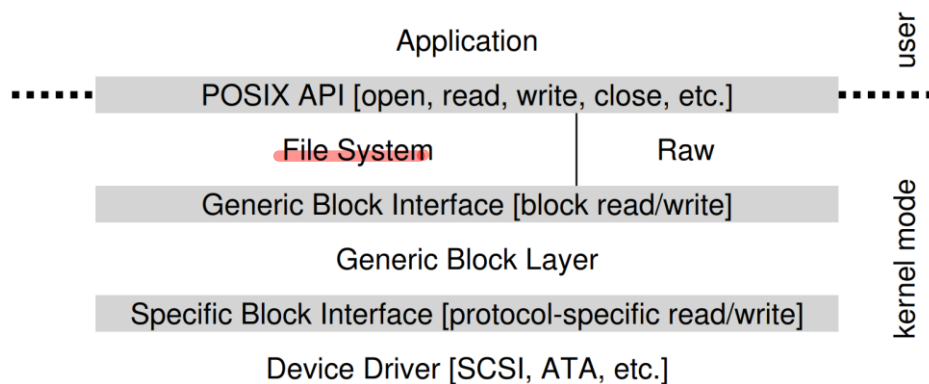 Application
user
POSIX API [open, read, write, close, etc.]
File System
Raw
Generic Block Interface [block read/write]
Generic Block Layer
Specific Block Interface [protocol-specific read/write]
Device Driver [SCSI, ATA, etc.]
kernel mode